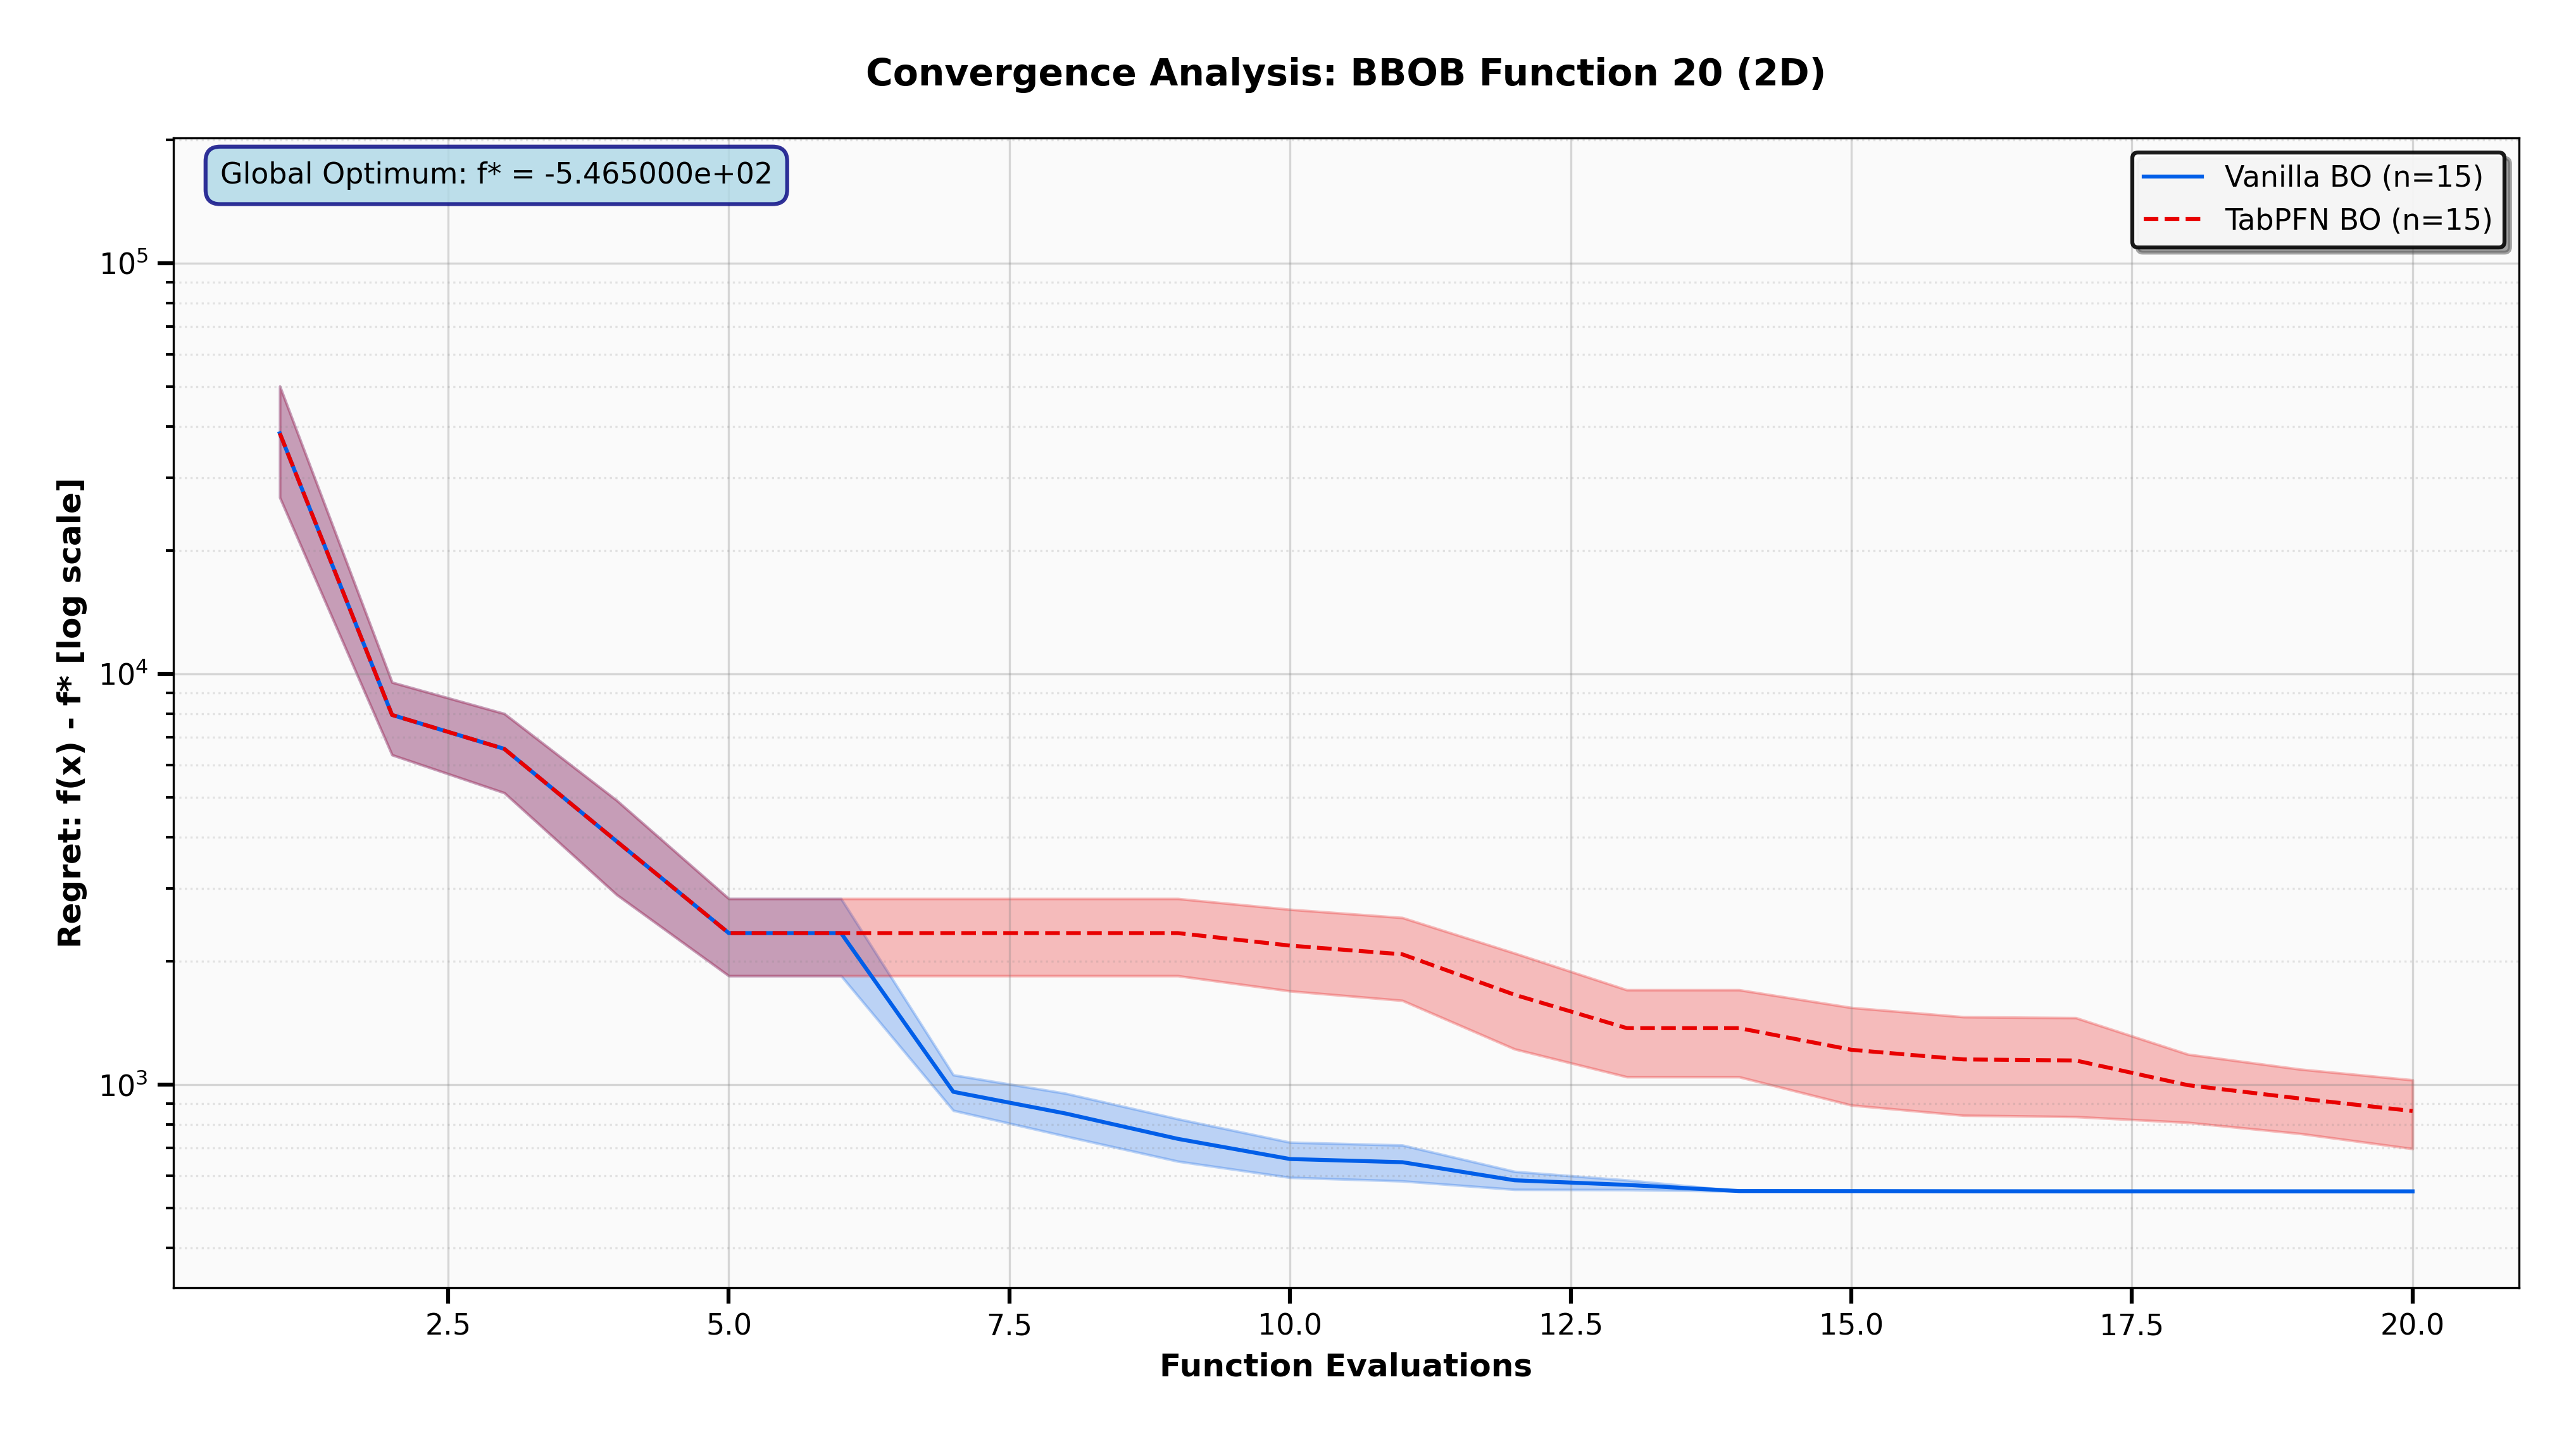 Convergence Analysis: BBOB Function 20 (2D)
Global Optimum: f* = -5.465000e+02
Vanilla BO (n=15)
TabPFN BO (n=15)
Regret: f(x) - f* [log scale]
10⁵
10⁴
10³
2.5 5.0 7.5 10.0 12.5 15.0 17.5 20.0
Function Evaluations